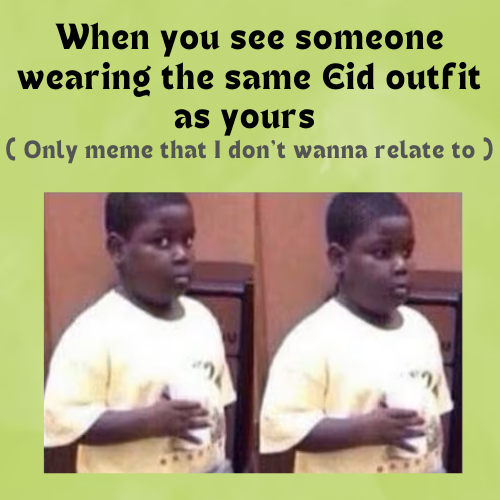 When you see someone
wearing the same Eid outfit
as yours
( Only meme that I don't wanna relate to )